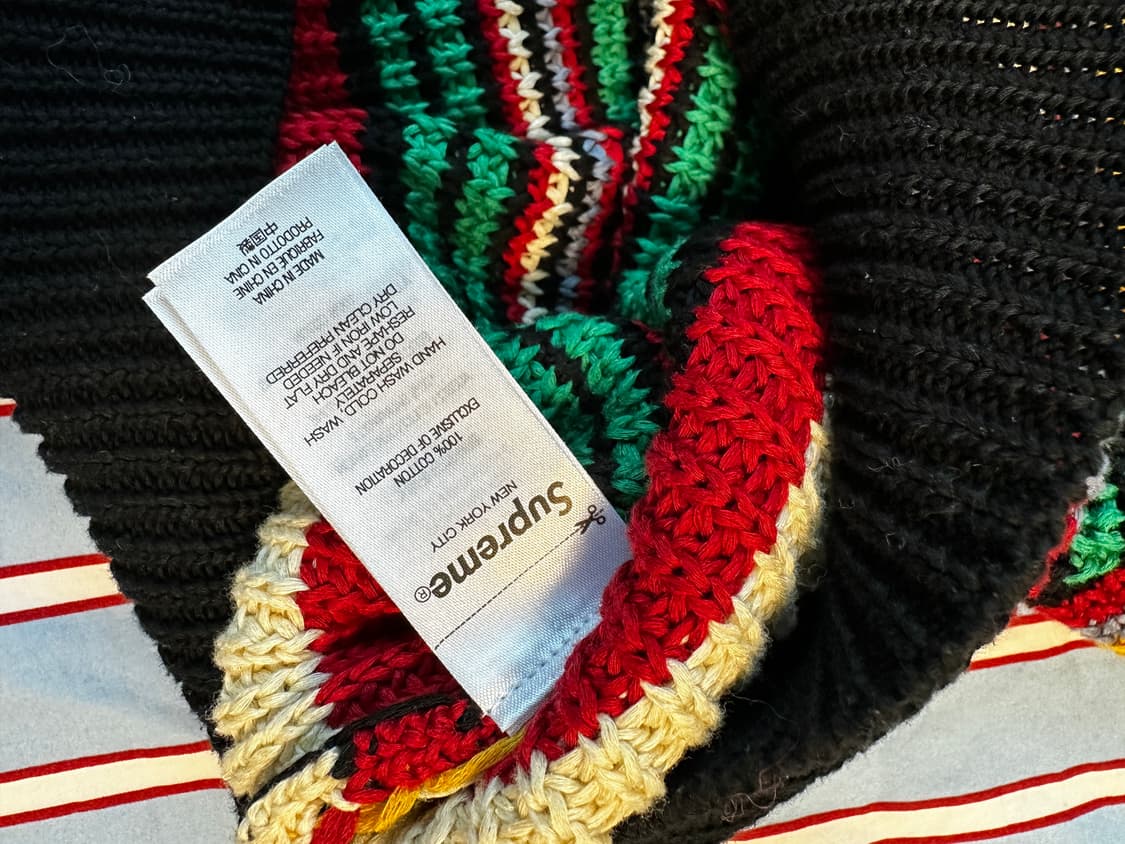 Supreme®
NEW YORK CITY
100% COTTON
EXCLUSIVE OF DECORATION
HAND WASH COLD, WASH
SEPARATELY
DO NOT BLEACH
RESHAPE AND DRY FLAT
LOW IRON IF NEEDED
DRY CLEAN PREFERRED
MADE IN CHINA
FABRIQUE EN CHINE
PRODOTTO IN CINA
中国製